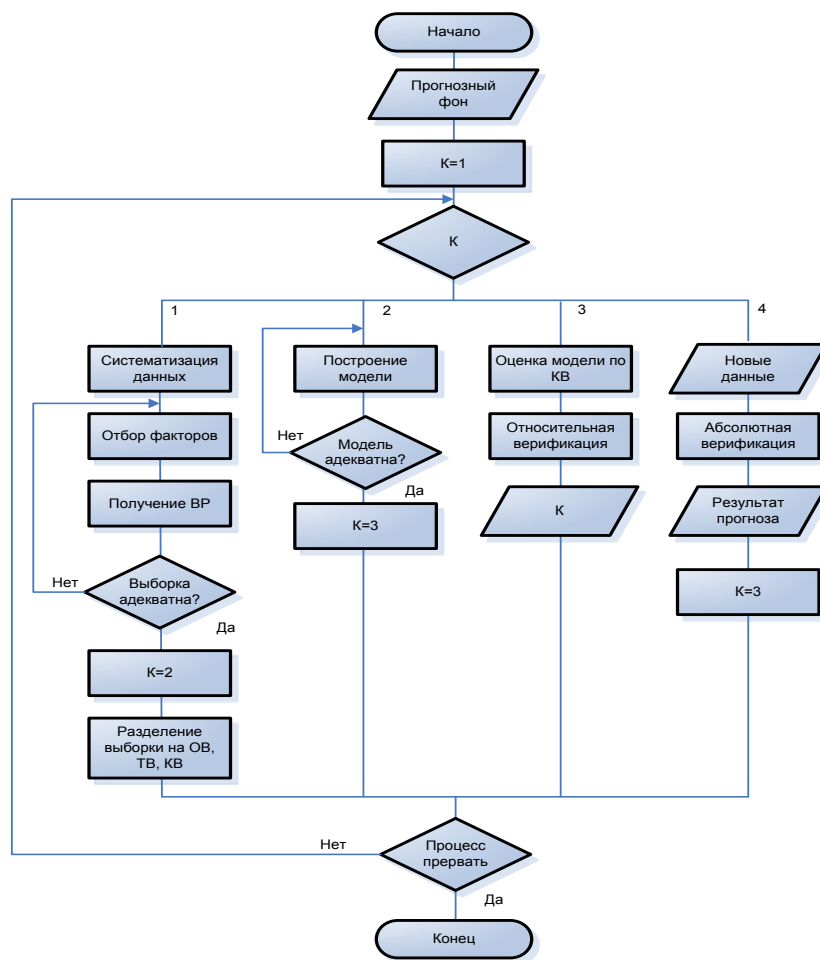 Начало
Прогнозный
фон
К=1
К
1
2
3
4
Систематизация
данных
Отбор факторов
Получение ВР
Нет
Выборка
адекватна?
Да
К=2
Разделение
выборки на ОВ,
ТВ, КВ
Построение
модели
Нет
Модель
адекватна?
Да
К=3
Оценка модели по
КВ
Относительная
верификация
К
Новые
данные
Абсолютная
верификация
Результат
прогноза
К=3
Нет
Процесс
прервать
Да
Конец